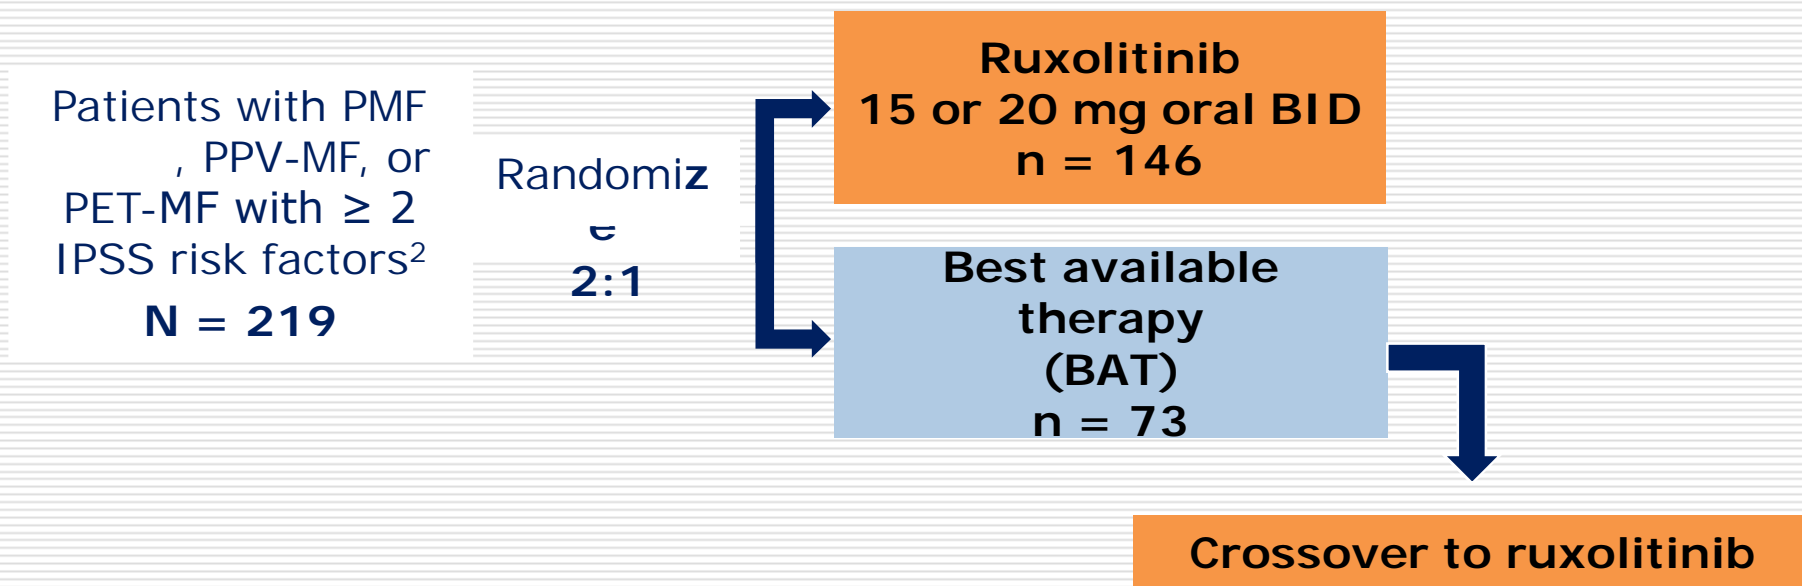 Patients with PMF
, PPV-MF, or
PET-MF with ≥ 2
IPSS risk factors²
N = 219
Randomiz
e
2:1
Ruxolitinib
15 or 20 mg oral BID
n = 146
Best available
therapy
(BAT)
n = 73
Crossover to ruxolitinib